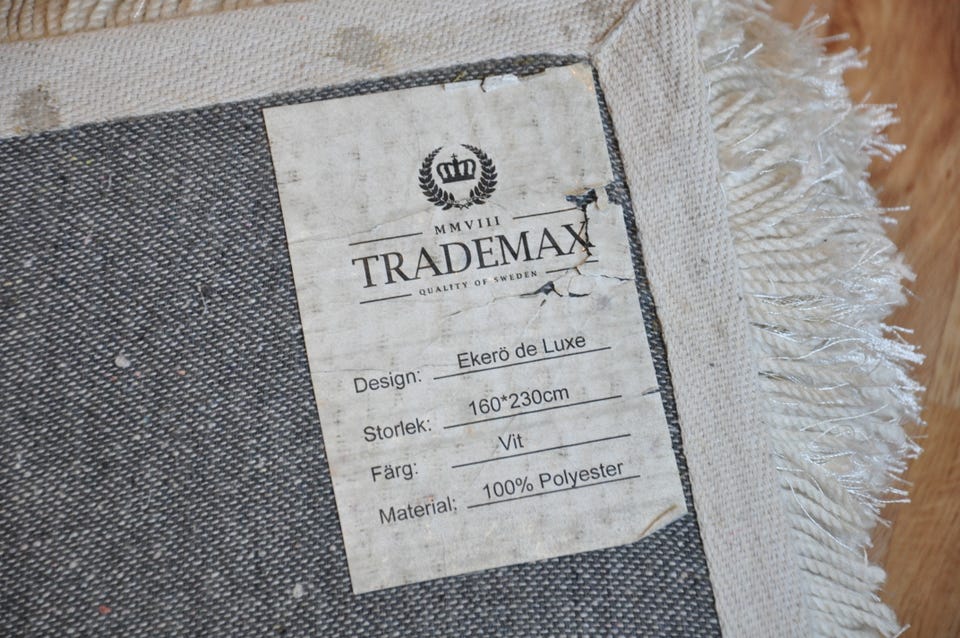 MMVIII
TRADEMAX
QUALITY OF SWEDEN
Design: Ekerö de Luxe
Storlek: 160*230cm
Färg: Vit
Material: 100% Polyester